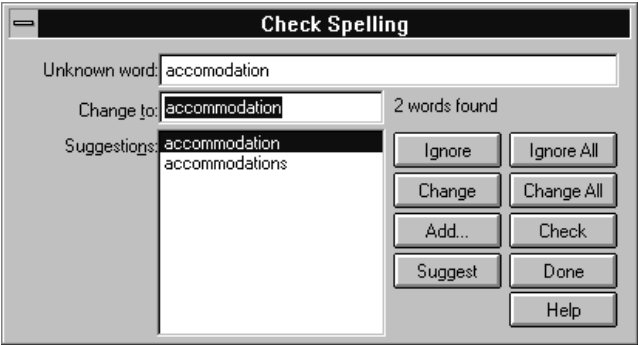 Check Spelling
Unknown word: accomodation
Change to: accommodation 2 words found
Suggestions: accommodation
accommodations
Ignore Ignore All
Change Change All
Add... Check
Suggest Done
Help